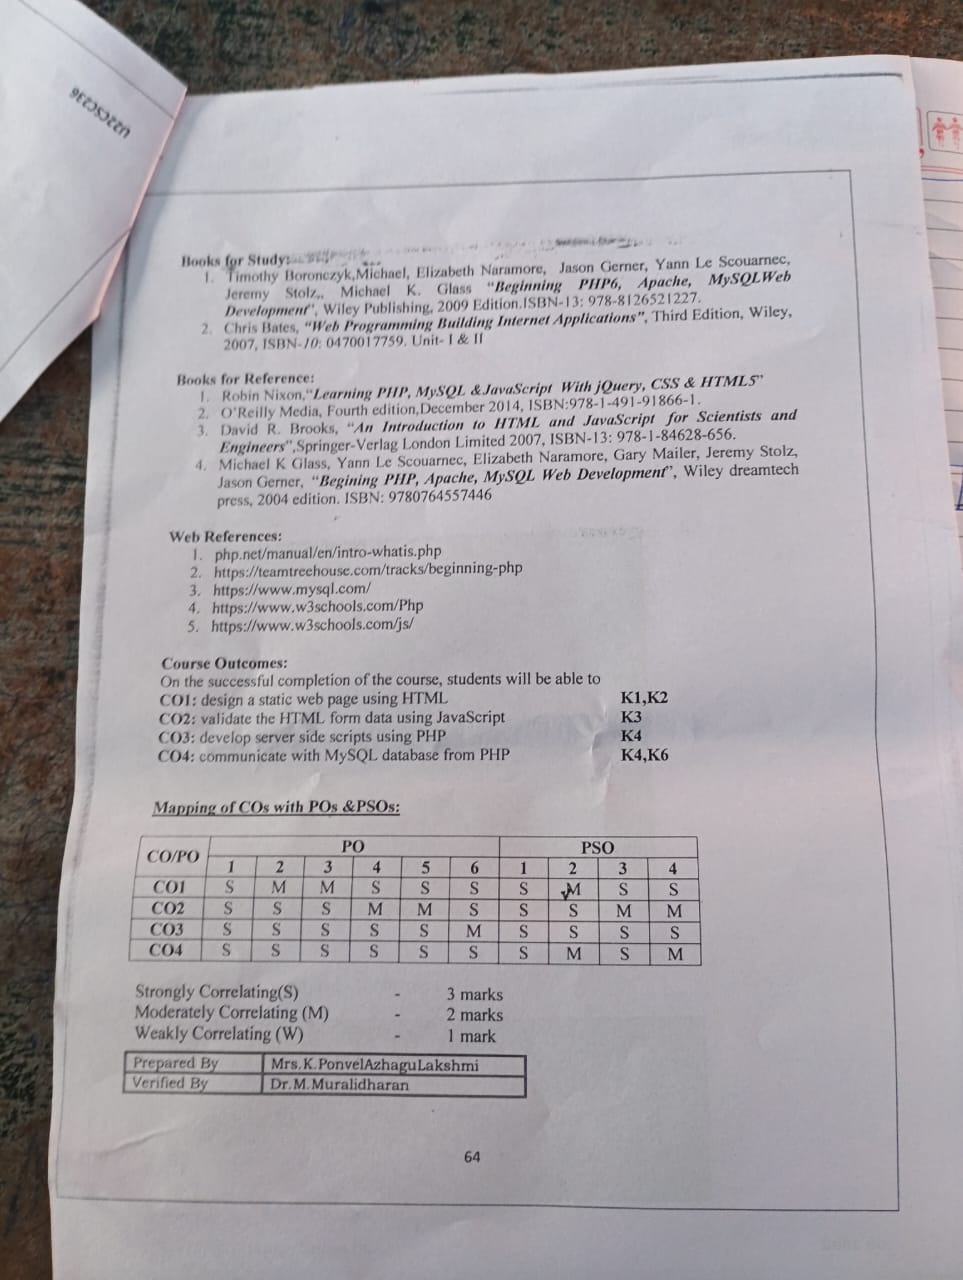 U22CSC236
Books for Study:
1. Timothy Boronczyk,Michael, Elizabeth Naramore, Jason Gerner, Yann Le Scouarnec,
Jeremy Stolz,, Michael K. Glass "Beginning PHP6, Apache, MySQLWeb
Development", Wiley Publishing, 2009 Edition.ISBN-13: 978-8126521227.
2. Chris Bates, "Web Programming Building Internet Applications", Third Edition, Wiley,
2007, ISBN-10: 0470017759. Unit- I & II
Books for Reference:
1. Robin Nixon,"Learning PHP, MySQL &JavaScript With jQuery, CSS & HTML5"
2. O'Reilly Media, Fourth edition,December 2014, ISBN:978-1-491-91866-1.
3. David R. Brooks, "An Introduction to HTML and JavaScript for Scientists and
Engineers",Springer-Verlag London Limited 2007, ISBN-13: 978-1-84628-656.
4. Michael K Glass, Yann Le Scouarnec, Elizabeth Naramore, Gary Mailer, Jeremy Stolz,
Jason Gerner, "Begining PHP, Apache, MySQL Web Development", Wiley dreamtech
press, 2004 edition. ISBN: 9780764557446
Web References:
1. php.net/manual/en/intro-whatis.php
2. https://teamtreehouse.com/tracks/beginning-php
3. https://www.mysql.com/
4. https://www.w3schools.com/Php
5. https://www.w3schools.com/js/
Course Outcomes:
On the successful completion of the course, students will be able to
CO1: design a static web page using HTML K1,K2
CO2: validate the HTML form data using JavaScript K3
CO3: develop server side scripts using PHP K4
CO4: communicate with MySQL database from PHP K4,K6
Mapping of COs with POs &PSOs:
CO/PO PO PSO
1 2 3 4 5 6 1 2 3 4
CO1 S M M S S S S M S S
CO2 S S S M M S S S M M
CO3 S S S S S M S S S S
CO4 S S S S S S S M S M
Strongly Correlating(S) - 3 marks
Moderately Correlating (M) - 2 marks
Weakly Correlating (W) - 1 mark
Prepared By Mrs.K.PonvelAzhaguLakshmi
Verified By Dr.M.Muralidharan
64